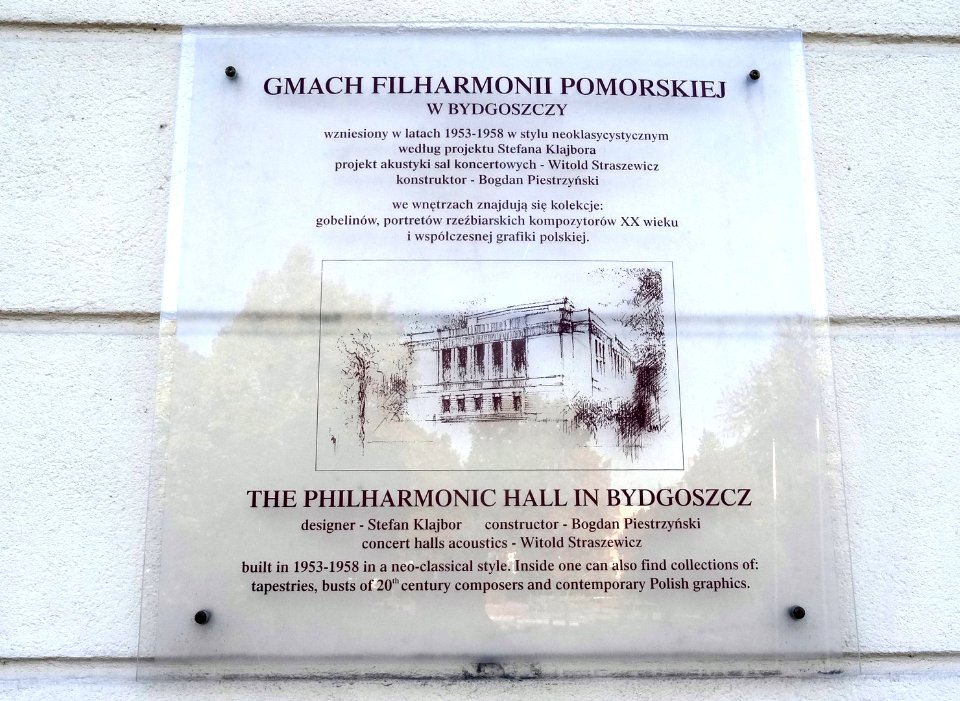 GMACH FILHARMONII POMORSKIEJ
W BYDGOSZCZY
wzniesiony w latach 1953-1958 w stylu neoklasycystycznym
według projektu Stefana Klajbora
projekt akustyki sal koncertowych - Witold Straszewicz
konstruktor - Bogdan Piestrzyński
we wnętrzach znajdują się kolekcje:
gobelinów, portretów rzeźbiarskich kompozytorów XX wieku
i współczesnej grafiki polskiej.
JM
THE PHILHARMONIC HALL IN BYDGOSZCZ
designer - Stefan Klajbor constructor - Bogdan Piestrzyński
concert halls acoustics - Witold Straszewicz
built in 1953-1958 in a neo-classical style. Inside one can also find collections of:
tapestries, busts of 20th century composers and contemporary Polish graphics.